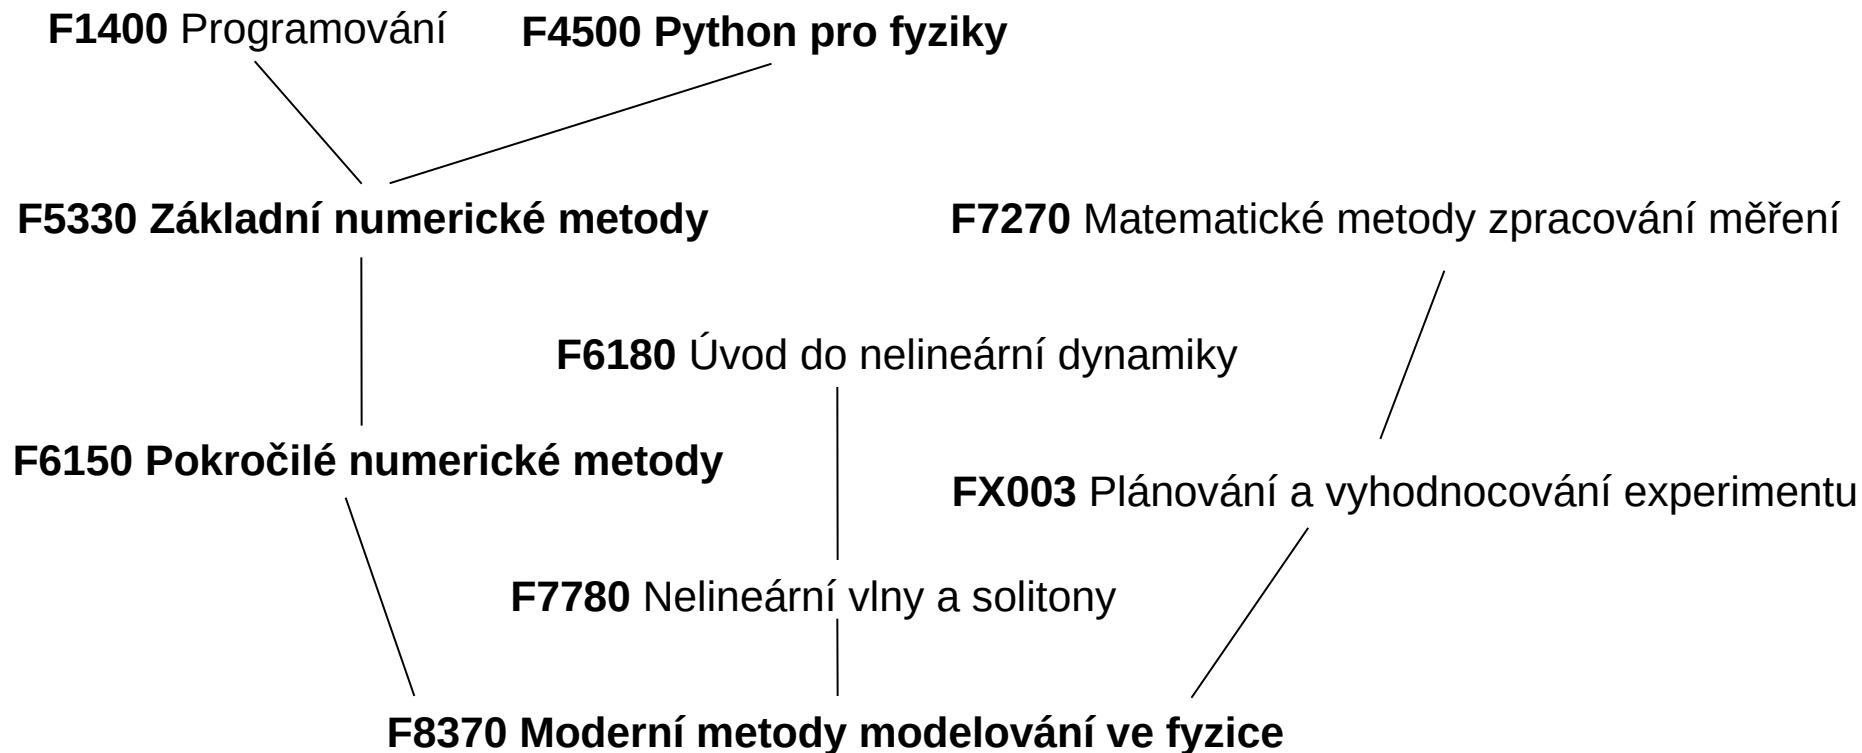 F1400 Programování
F4500 Python pro fyziky
F5330 Základní numerické metody
F7270 Matematické metody zpracování měření
F6180 Úvod do nelineární dynamiky
F6150 Pokročilé numerické metody
FX003 Plánování a vyhodnocování experimentu
F7780 Nelineární vlny a solitony
F8370 Moderní metody modelování ve fyzice